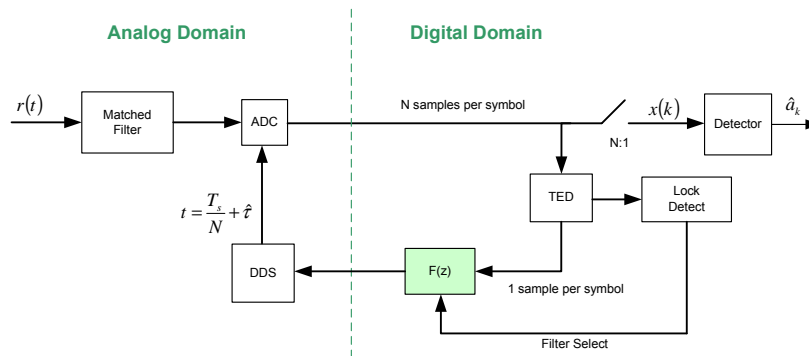 Analog Domain
Digital Domain
r(t)
Matched
Filter
ADC
N samples per symbol
N:1
x(k)
Detector
â_k
t = T_s/N + τ̂
TED
Lock
Detect
DDS
F(z)
1 sample per symbol
Filter Select